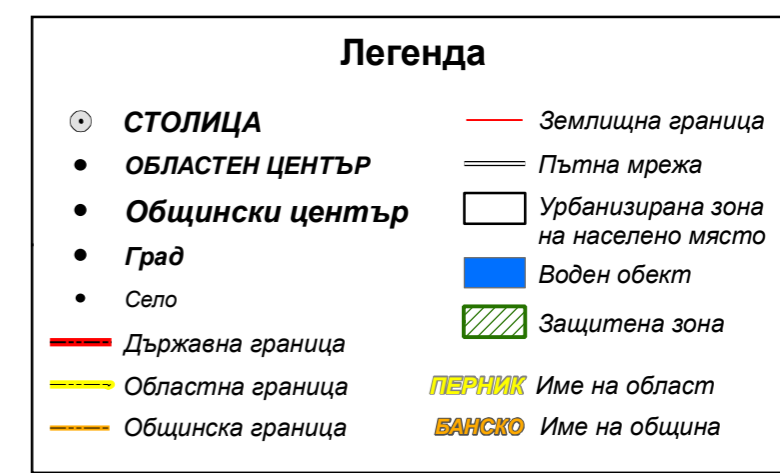 Легенда
СТОЛИЦА
ОБЛАСТЕН ЦЕНТЪР
Общински център
Град
Село
Държавна граница
Областна граница
Общинска граница
Землищна граница
Пътна мрежа
Урбанизирана зона
на населено място
Воден обект
Защитена зона
ПЕРНИК Име на област
БАНСКО Име на община